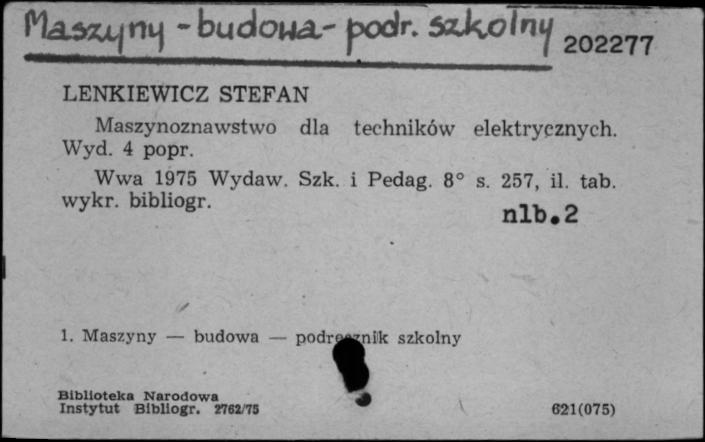 Maszyny - budowa - podr. szkolny
202277
LENKIEWICZ STEFAN
Maszynoznawstwo dla techników elektrycznych.
Wyd. 4 popr.
Wwa 1975 Wydaw. Szk. i Pedag. 8° s. 257, il. tab.
wykr. bibliogr.
nlb.2
1. Maszyny — budowa — podręcznik szkolny
Biblioteka Narodowa
Instytut Bibliogr. 2762/75
621(075)